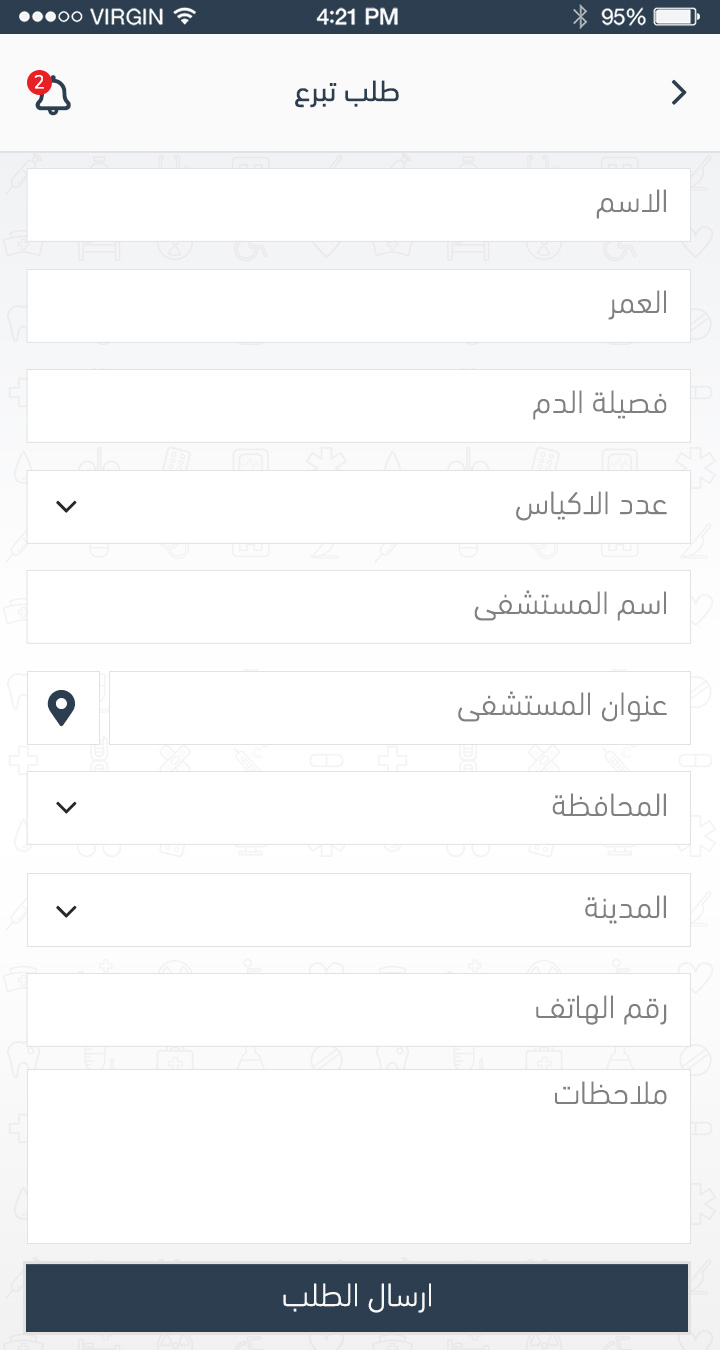 VIRGIN 4:21 PM 95%
طلب تبرع
2
الاسم
العمر
فصيلة الدم
عدد الاكياس
اسم المستشفى
عنوان المستشفى
المحافظة
المدينة
رقم الهاتف
ملاحظات
ارسال الطلب